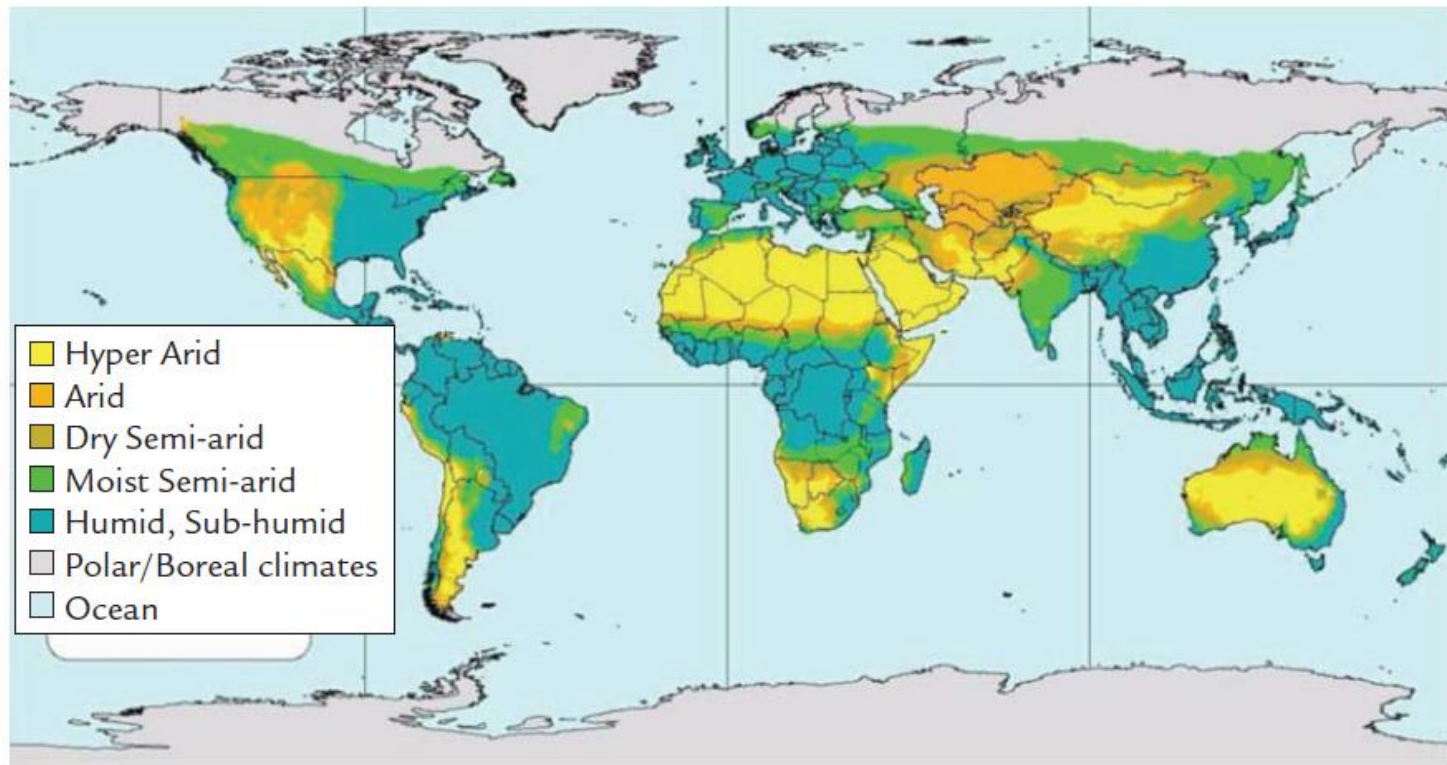 Hyper Arid
Arid
Dry Semi-arid
Moist Semi-arid
Humid, Sub-humid
Polar/Boreal climates
Ocean